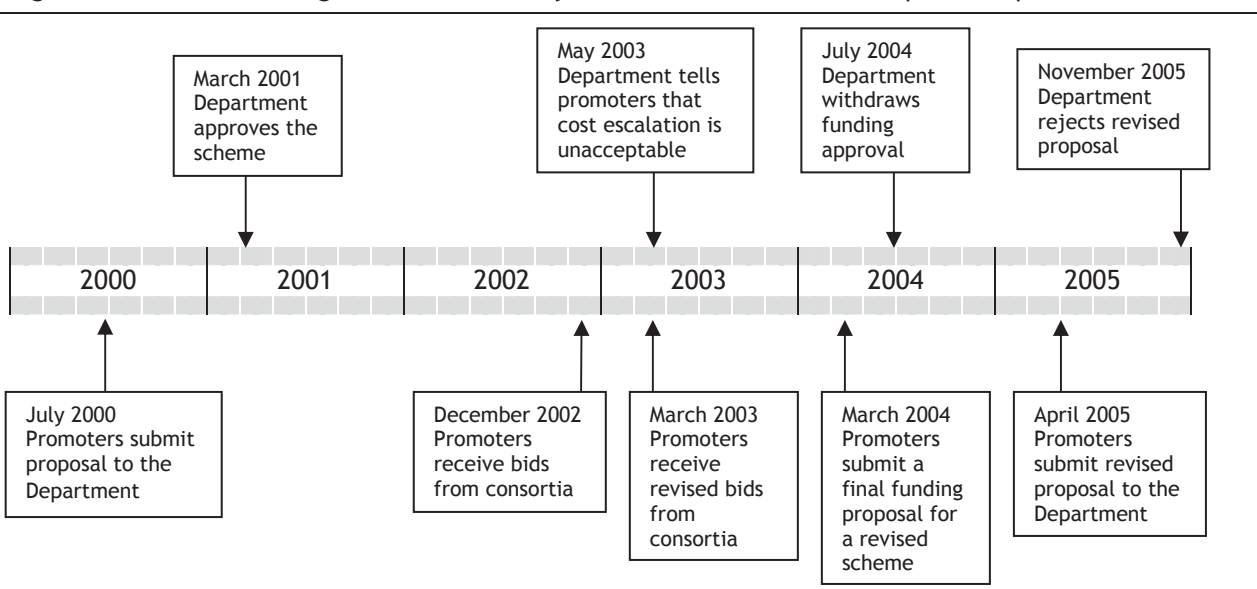 March 2001
Department
approves the
scheme
May 2003
Department tells
promoters that
cost escalation is
unacceptable
July 2004
Department
withdraws
funding
approval
November 2005
Department
rejects revised
proposal
2000
2001
2002
2003
2004
2005
July 2000
Promoters submit
proposal to the
Department
December 2002
Promoters
receive bids
from consortia
March 2003
Promoters
receive
revised bids
from
consortia
March 2004
Promoters
submit a
final funding
proposal for
a revised
scheme
April 2005
Promoters
submit revised
proposal to the
Department